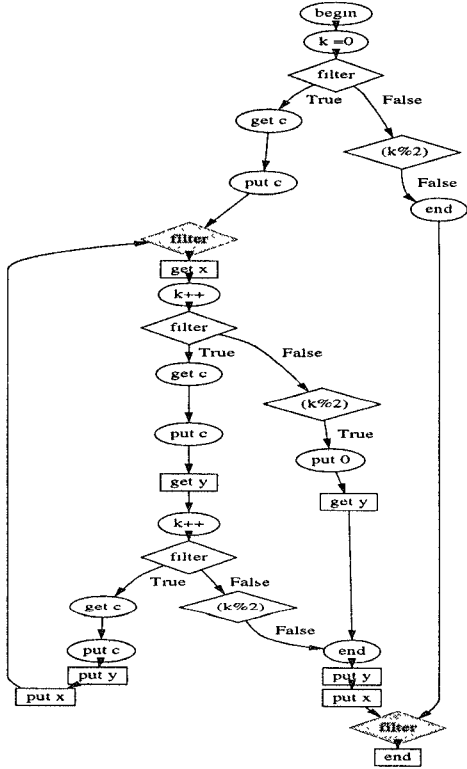 begin
k =0
filter
True
False
get c
(k%2)
False
put c
end
filter
get x
k++
filter
True
False
get c
(k%2)
True
put c
put 0
get y
get y
k++
filter
True
False
get c
(k%2)
False
put c
end
put y
put y
put x
put x
filter
end